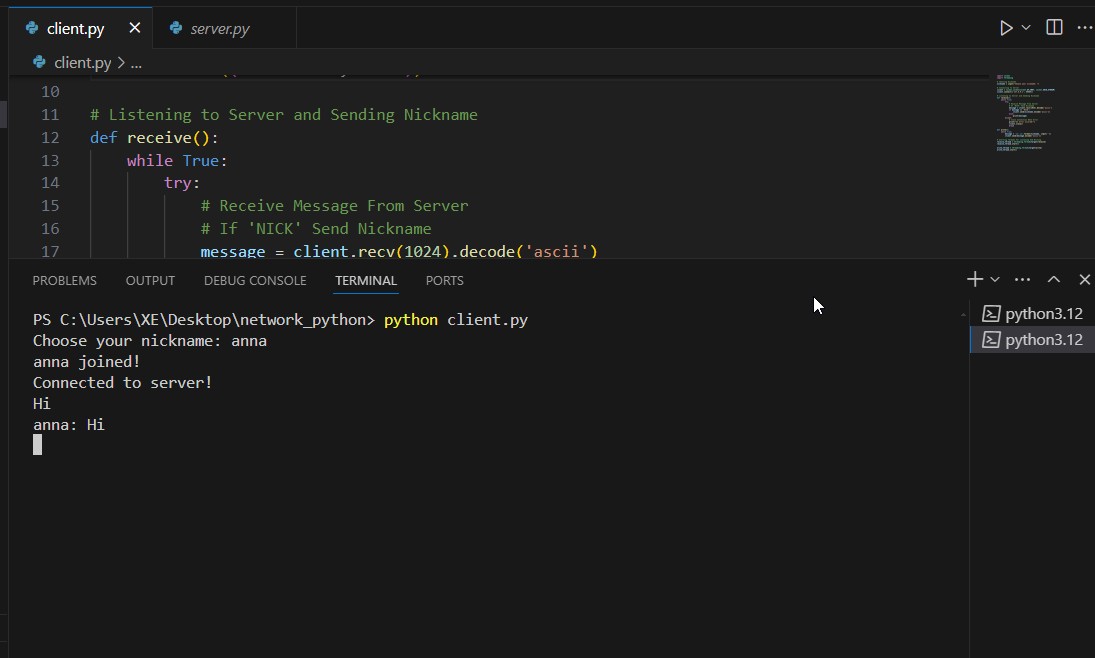 client.py
server.py
client.py > ...
10
11 # Listening to Server and Sending Nickname
12 def receive():
13 while True:
14 try:
15 # Receive Message From Server
16 # If 'NICK' Send Nickname
17 message = client.recv(1024).decode('ascii')
PROBLEMS OUTPUT DEBUG CONSOLE TERMINAL PORTS
PS C:\Users\XE\Desktop\network_python> python client.py
Choose your nickname: anna
anna joined!
Connected to server!
Hi
anna: Hi
python3.12
python3.12